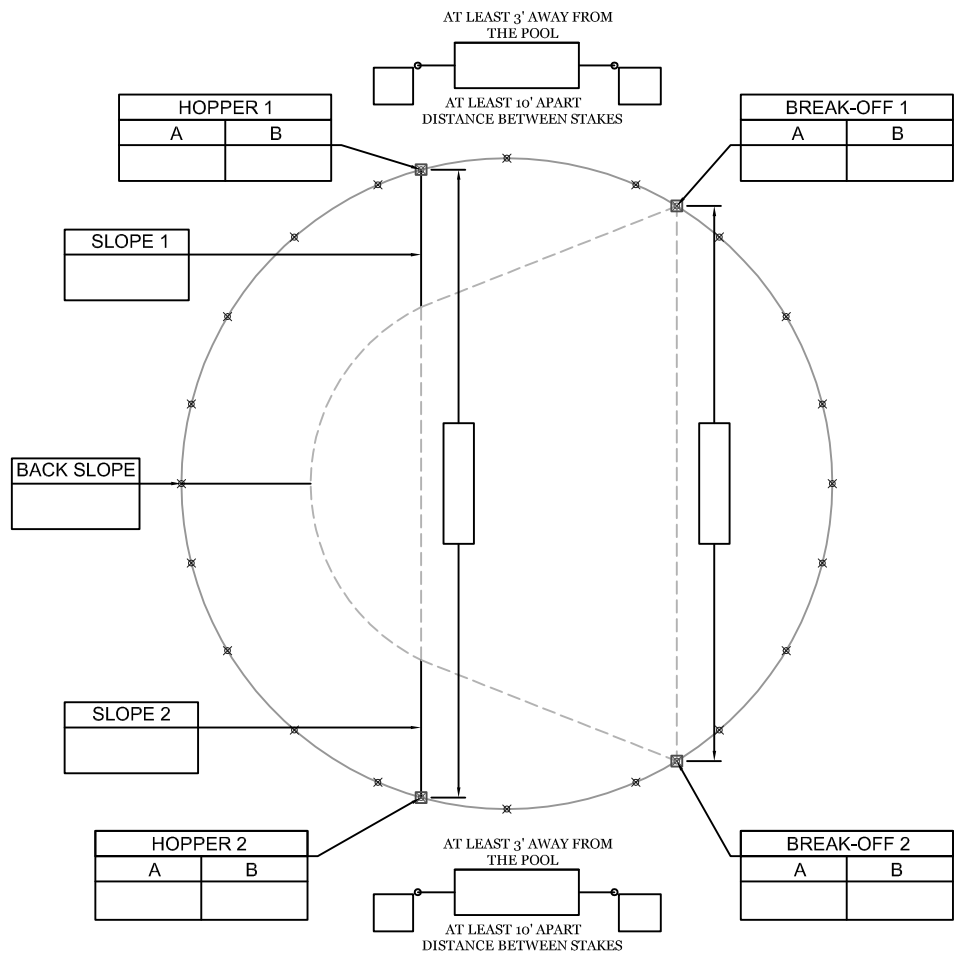 AT LEAST 3' AWAY FROM
THE POOL
AT LEAST 10' APART
DISTANCE BETWEEN STAKES
HOPPER 1
A B
BREAK-OFF 1
A B
SLOPE 1
BACK SLOPE
SLOPE 2
HOPPER 2
A B
BREAK-OFF 2
A B
AT LEAST 3' AWAY FROM
THE POOL
AT LEAST 10' APART
DISTANCE BETWEEN STAKES